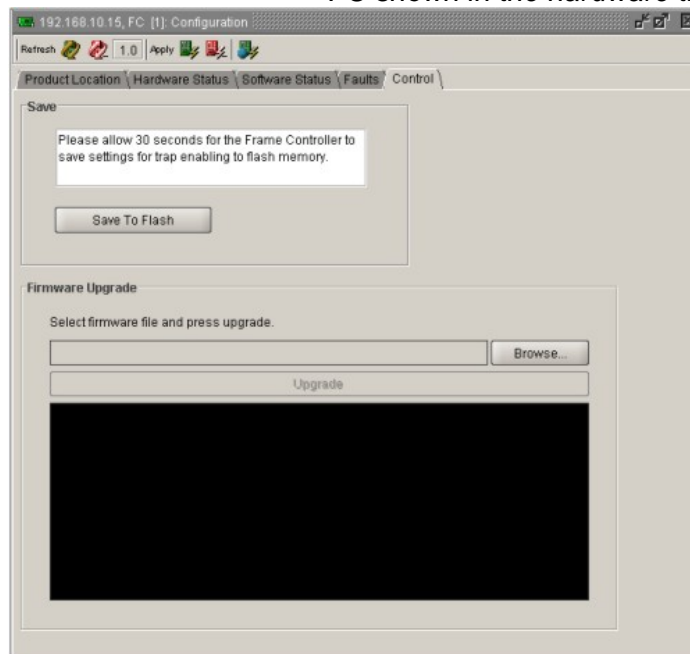 192.168.10.15, FC [1]: Configuration
Refresh 1.0 Apply
Product Location Hardware Status Software Status Faults Control
Save
Please allow 30 seconds for the Frame Controller to
save settings for trap enabling to flash memory.
Save To Flash
Firmware Upgrade
Select firmware file and press upgrade.
Browse...
Upgrade